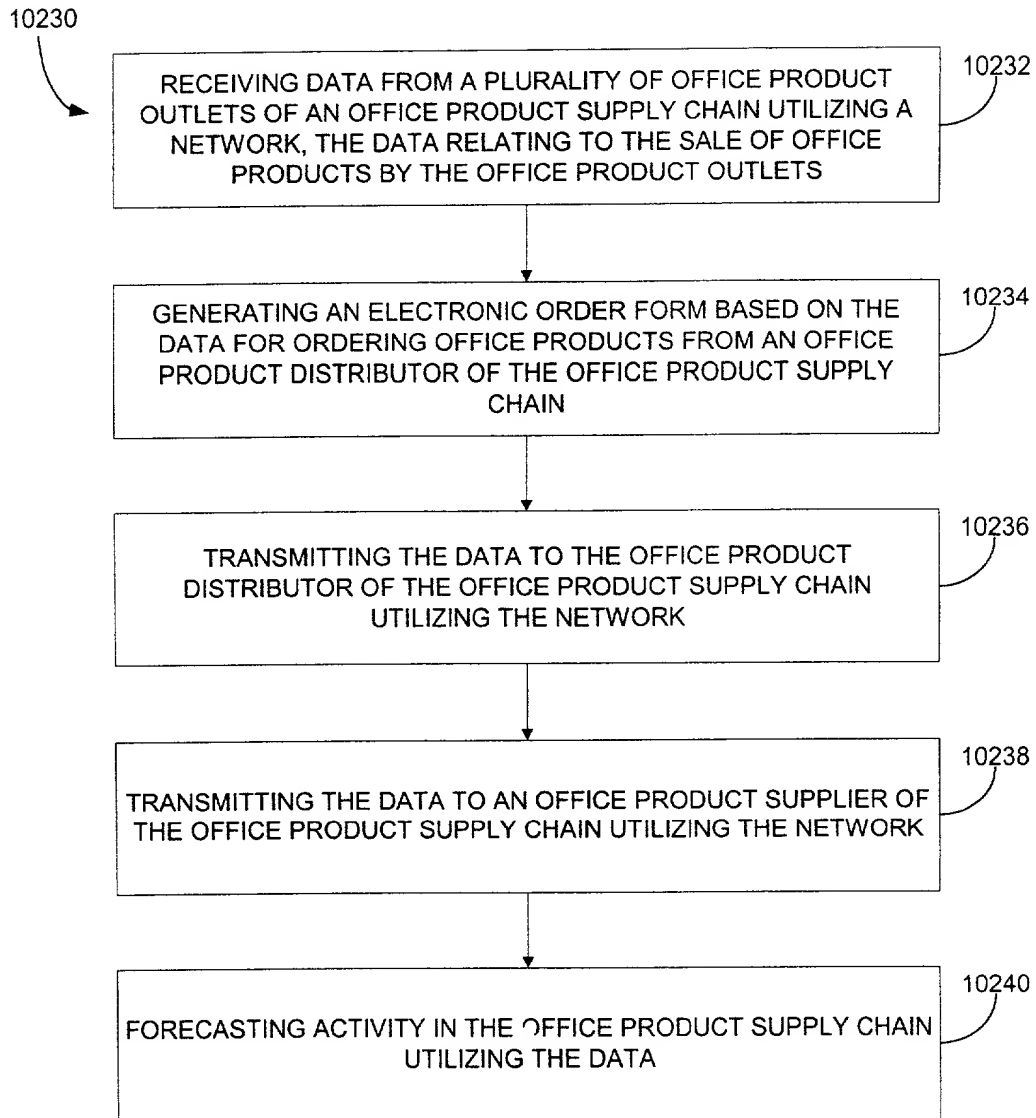 10230
RECEIVING DATA FROM A PLURALITY OF OFFICE PRODUCT
OUTLETS OF AN OFFICE PRODUCT SUPPLY CHAIN UTILIZING A
NETWORK, THE DATA RELATING TO THE SALE OF OFFICE
PRODUCTS BY THE OFFICE PRODUCT OUTLETS
10232
GENERATING AN ELECTRONIC ORDER FORM BASED ON THE
DATA FOR ORDERING OFFICE PRODUCTS FROM AN OFFICE
PRODUCT DISTRIBUTOR OF THE OFFICE PRODUCT SUPPLY
CHAIN
10234
TRANSMITTING THE DATA TO THE OFFICE PRODUCT
DISTRIBUTOR OF THE OFFICE PRODUCT SUPPLY CHAIN
UTILIZING THE NETWORK
10236
TRANSMITTING THE DATA TO AN OFFICE PRODUCT SUPPLIER OF
THE OFFICE PRODUCT SUPPLY CHAIN UTILIZING THE NETWORK
10238
FORECASTING ACTIVITY IN THE OFFICE PRODUCT SUPPLY CHAIN
UTILIZING THE DATA
10240